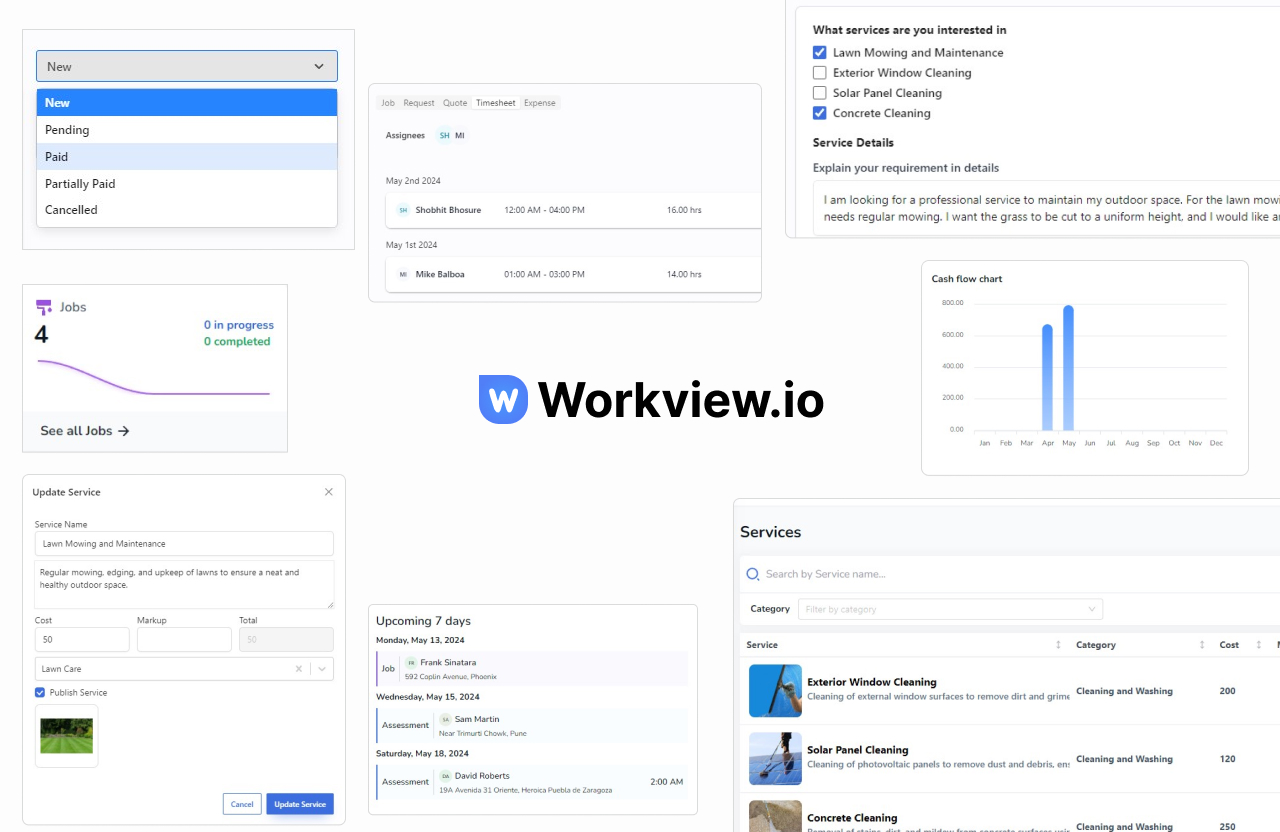 New
New
Pending
Paid
Partially Paid
Cancelled
Job Request Quote Timesheet Expense
Assignees SH MI
May 2nd 2024
SH Shobhit Bhosure 12:00 AM - 04:00 PM 16.00 hrs
May 1st 2024
MI Mike Balboa 01:00 AM - 03:00 PM 14.00 hrs
What services are you interested in
Lawn Mowing and Maintenance
Exterior Window Cleaning
Solar Panel Cleaning
Concrete Cleaning
Service Details
Explain your requirement in details
I am looking for a professional service to maintain my outdoor space. For the lawn mowi
needs regular mowing. I want the grass to be cut to a uniform height, and I would like
Jobs
4
0 in progress
0 completed
See all Jobs →
W Workview.io
Cash flow chart
800.00
600.00
400.00
200.00
0.00
Jan Feb Mar Apr May Jun Jul Aug Sep Oct Nov Dec
Update Service
Service Name
Lawn Mowing and Maintenance
Regular mowing, edging, and upkeep of lawns to ensure a neat and
healthy outdoor space.
Cost Markup Total
50 50
Lawn Care
Publish Service
Cancel Update Service
Upcoming 7 days
Monday, May 13, 2024
Job
Frank Sinatara
592 Coplin Avenue, Phoenix
Wednesday, May 15, 2024
Assessment
SA Sam Martin
Near Trimurti Chowk, Pune
Saturday, May 18, 2024
Assessment
DA David Roberts
19A Avenida 31 Oriente, Heroica Puebla de Zaragoza
2:00 AM
Services
Search by Service name...
Category Filter by category
Service Category Cost
Exterior Window Cleaning
Cleaning of external window surfaces to remove dirt and grime
Cleaning and Washing 200
Solar Panel Cleaning
Cleaning of photovoltaic panels to remove dust and debris, en
Cleaning and Washing 120
Concrete Cleaning
Removal of stains, dirt, and mildew from concrete surfaces usi
Cleaning and Washing 250